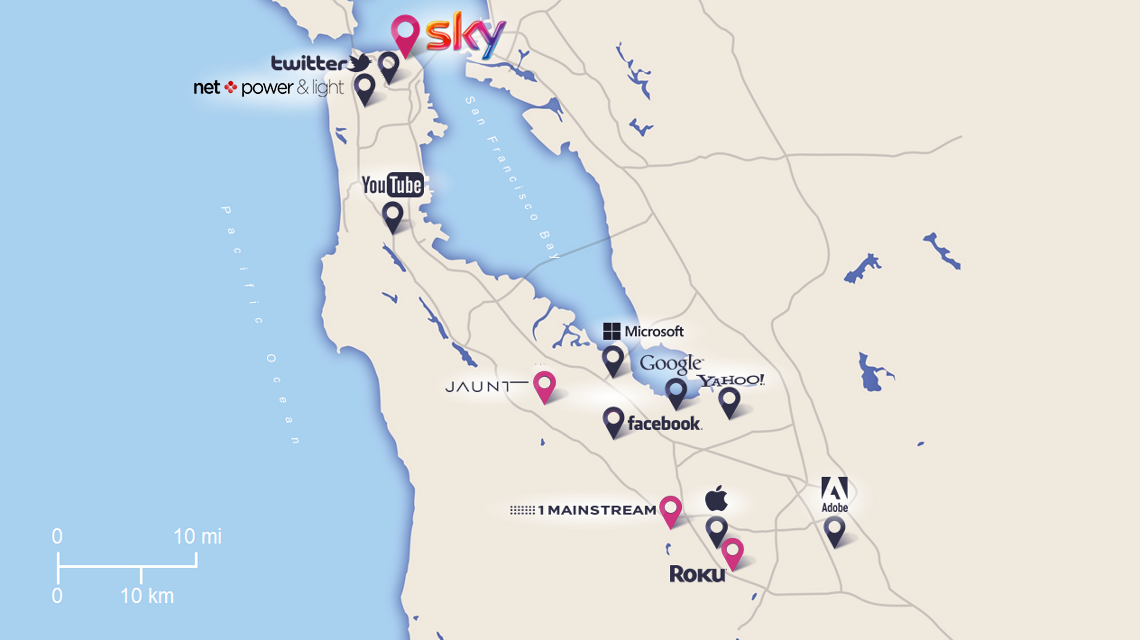 sky
twitter
net power & light
San Francisco Bay
YouTube
Pacific Ocean
Microsoft
Google
YAHOO!
JAUNT
facebook.
1 MAINSTREAM
Adobe
0 10 mi
0 10 km
ROKU